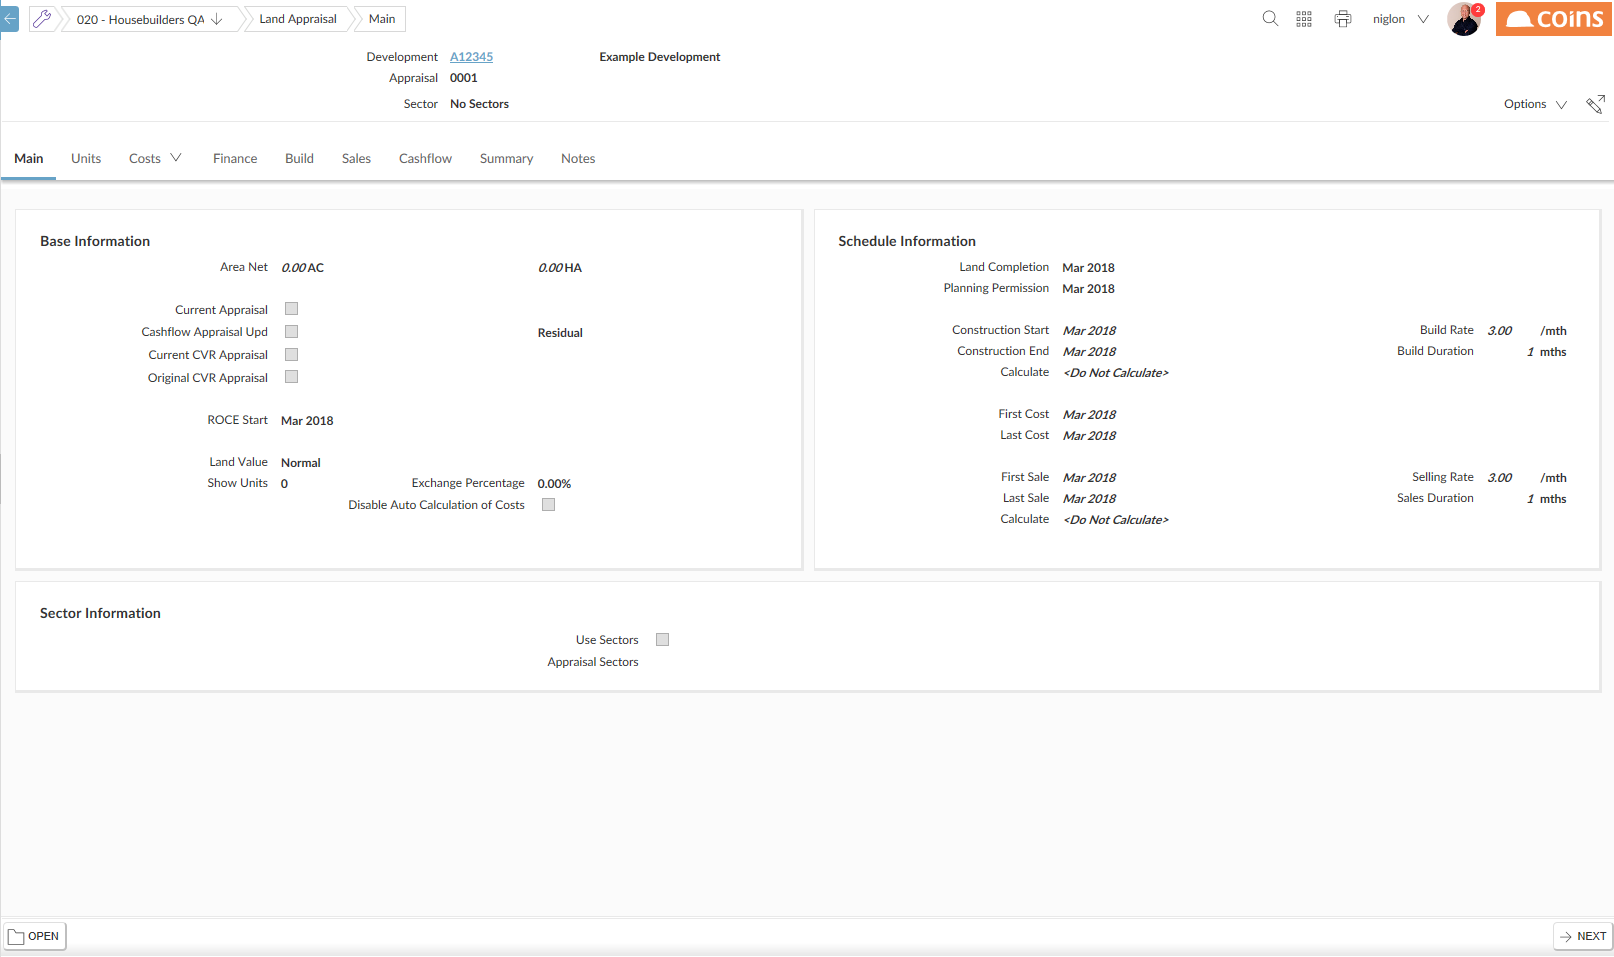 020 - Housebuilders QA Land Appraisal Main niglon 2 coins
Development A12345 Example Development
Appraisal 0001
Sector No Sectors
Options
Main Units Costs Finance Build Sales Cashflow Summary Notes
Base Information
Area Net 0.00 AC 0.00 HA
Current Appraisal
Cashflow Appraisal Upd Residual
Current CVR Appraisal
Original CVR Appraisal
ROCE Start Mar 2018
Land Value Normal
Show Units 0 Exchange Percentage 0.00%
Disable Auto Calculation of Costs
Schedule Information
Land Completion Mar 2018
Planning Permission Mar 2018
Construction Start Mar 2018 Build Rate 3.00 /mth
Construction End Mar 2018 Build Duration 1 mths
Calculate <Do Not Calculate>
First Cost Mar 2018
Last Cost Mar 2018
First Sale Mar 2018 Selling Rate 3.00 /mth
Last Sale Mar 2018 Sales Duration 1 mths
Calculate <Do Not Calculate>
Sector Information
Use Sectors
Appraisal Sectors
OPEN NEXT